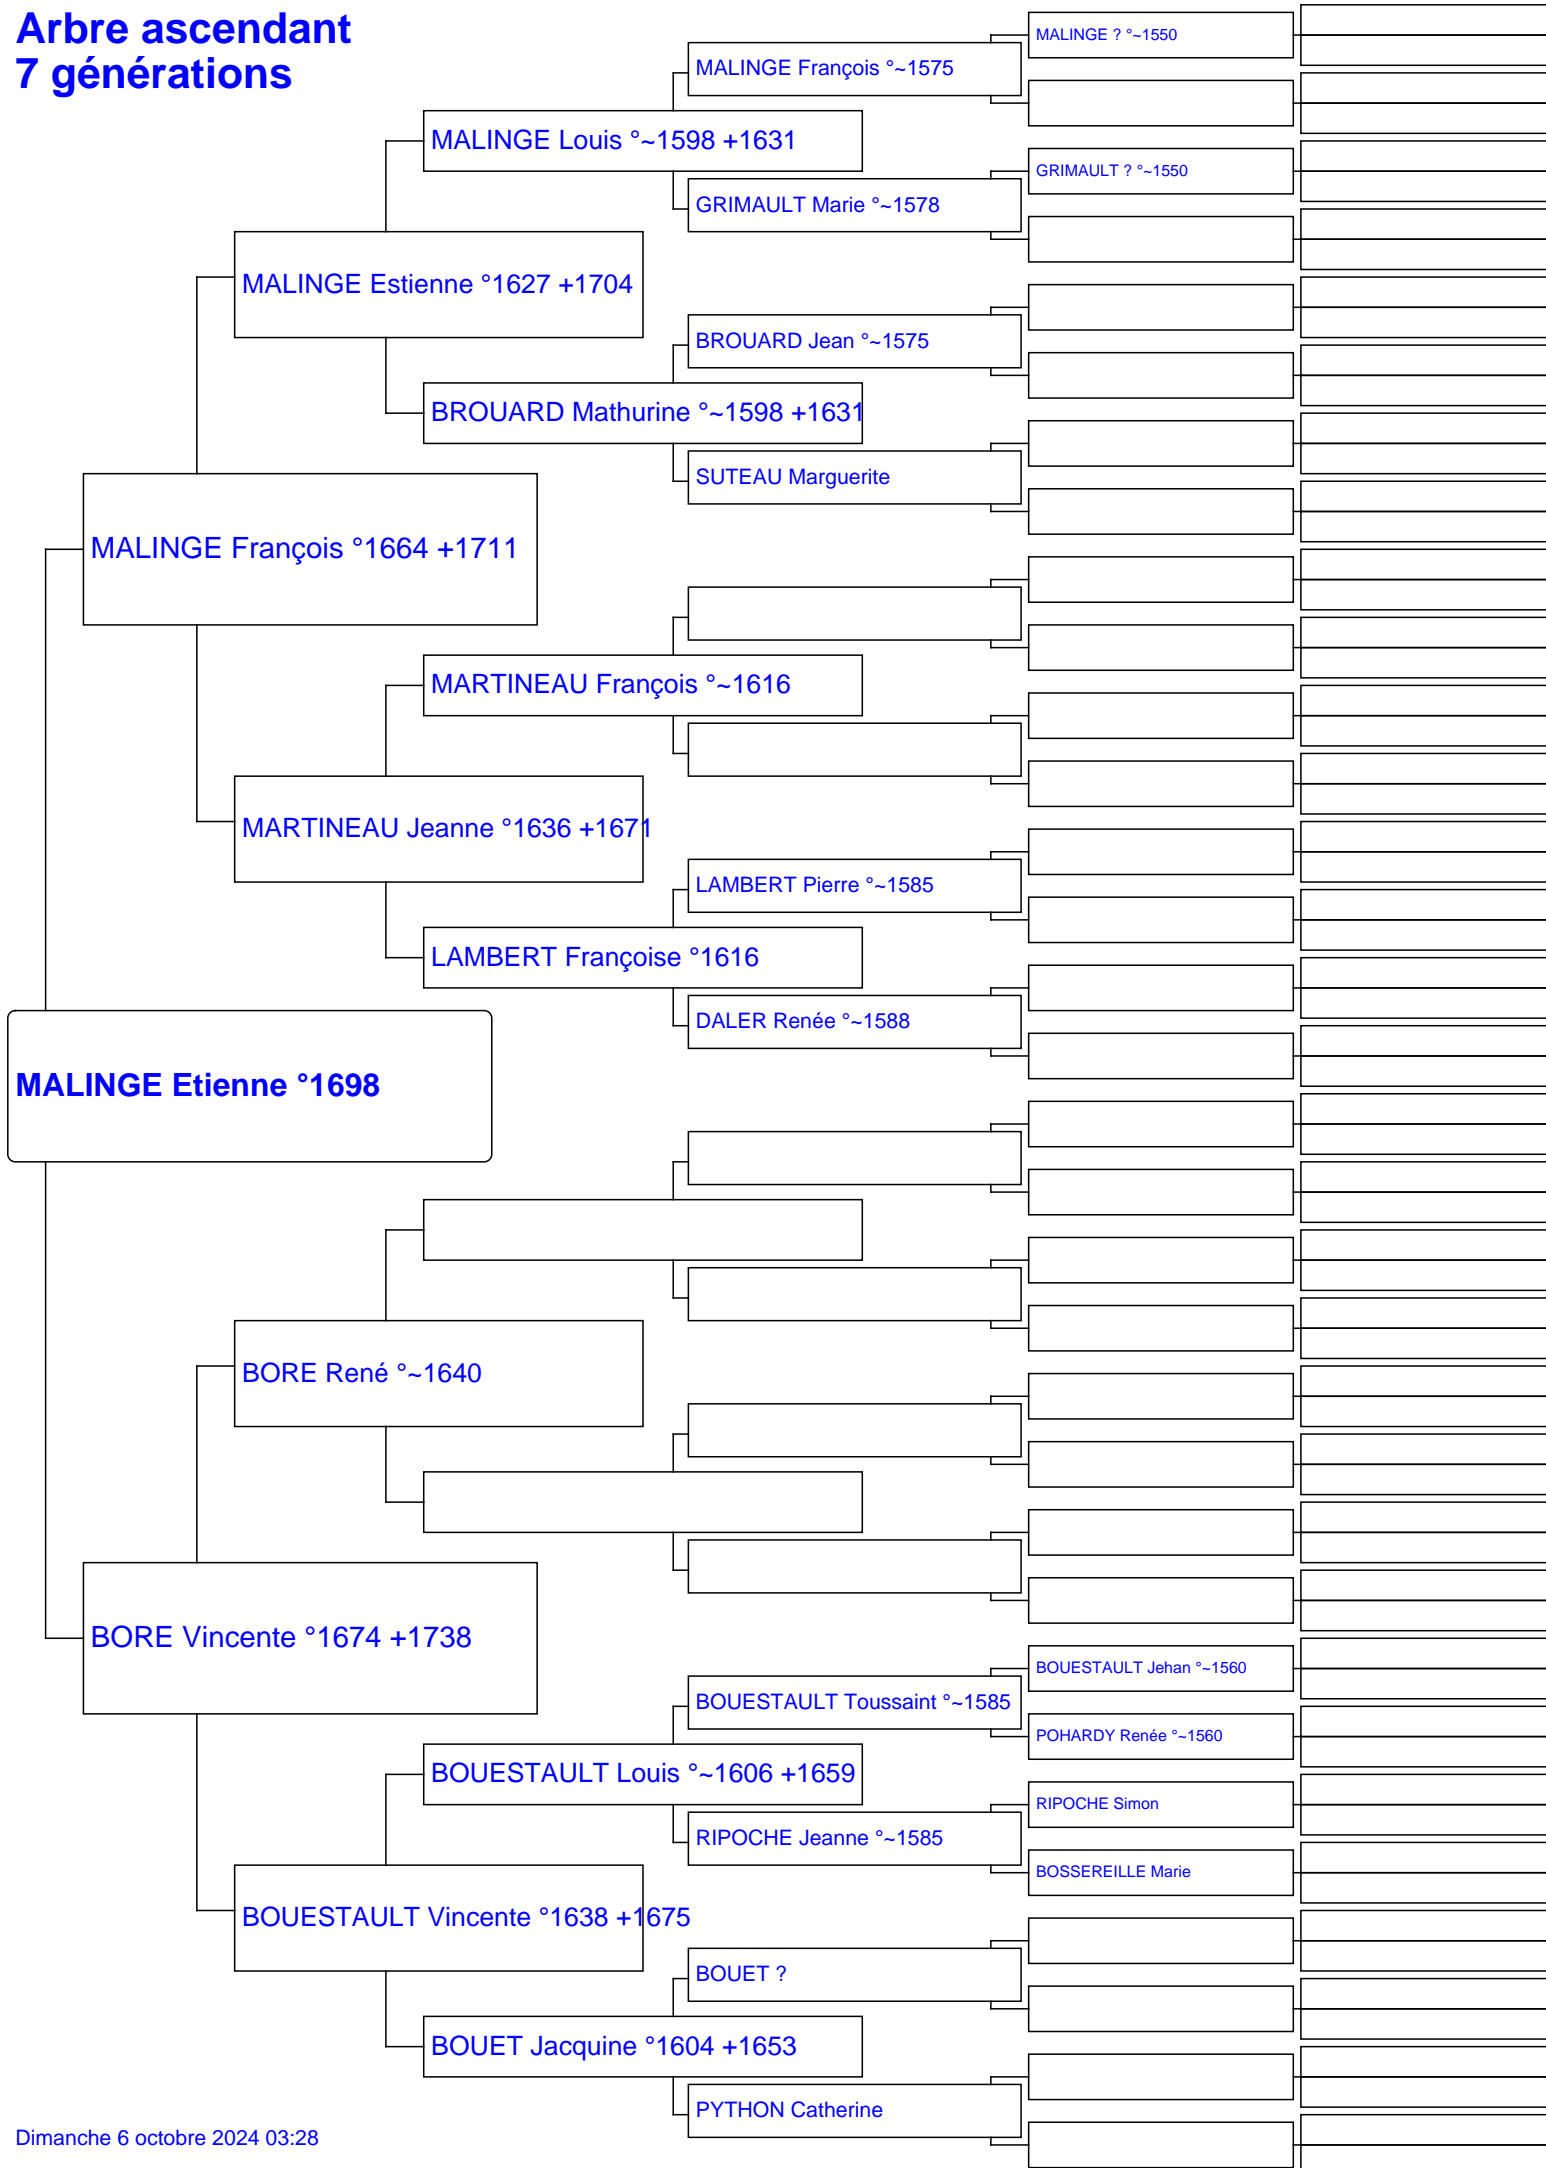 Arbre ascendant
7 générations
MALINGE ? °~1550
MALINGE François °~1575
MALINGE Louis °~1598 +1631
GRIMAULT ? °~1550
GRIMAULT Marie °~1578
MALINGE Estienne °1627 +1704
BROUARD Jean °~1575
BROUARD Mathurine °~1598 +1631
SUTEAU Marguerite
MALINGE François °1664 +1711
MARTINEAU François °~1616
MARTINEAU Jeanne °1636 +1671
LAMBERT Pierre °~1585
LAMBERT Françoise °1616
DALER Renée °~1588
MALINGE Etienne °1698
BORE René °~1640
BORE Vincente °1674 +1738
BOUESTAULT Jehan °~1560
BOUESTAULT Toussaint °~1585
POHARDY Renée °~1560
BOUESTAULT Louis °~1606 +1659
RIPOCHE Simon
RIPOCHE Jeanne °~1585
BOSSEREILLE Marie
BOUESTAULT Vincente °1638 +1675
BOUET ?
BOUET Jacquine °1604 +1653
PYTHON Catherine
Dimanche 6 octobre 2024 03:28